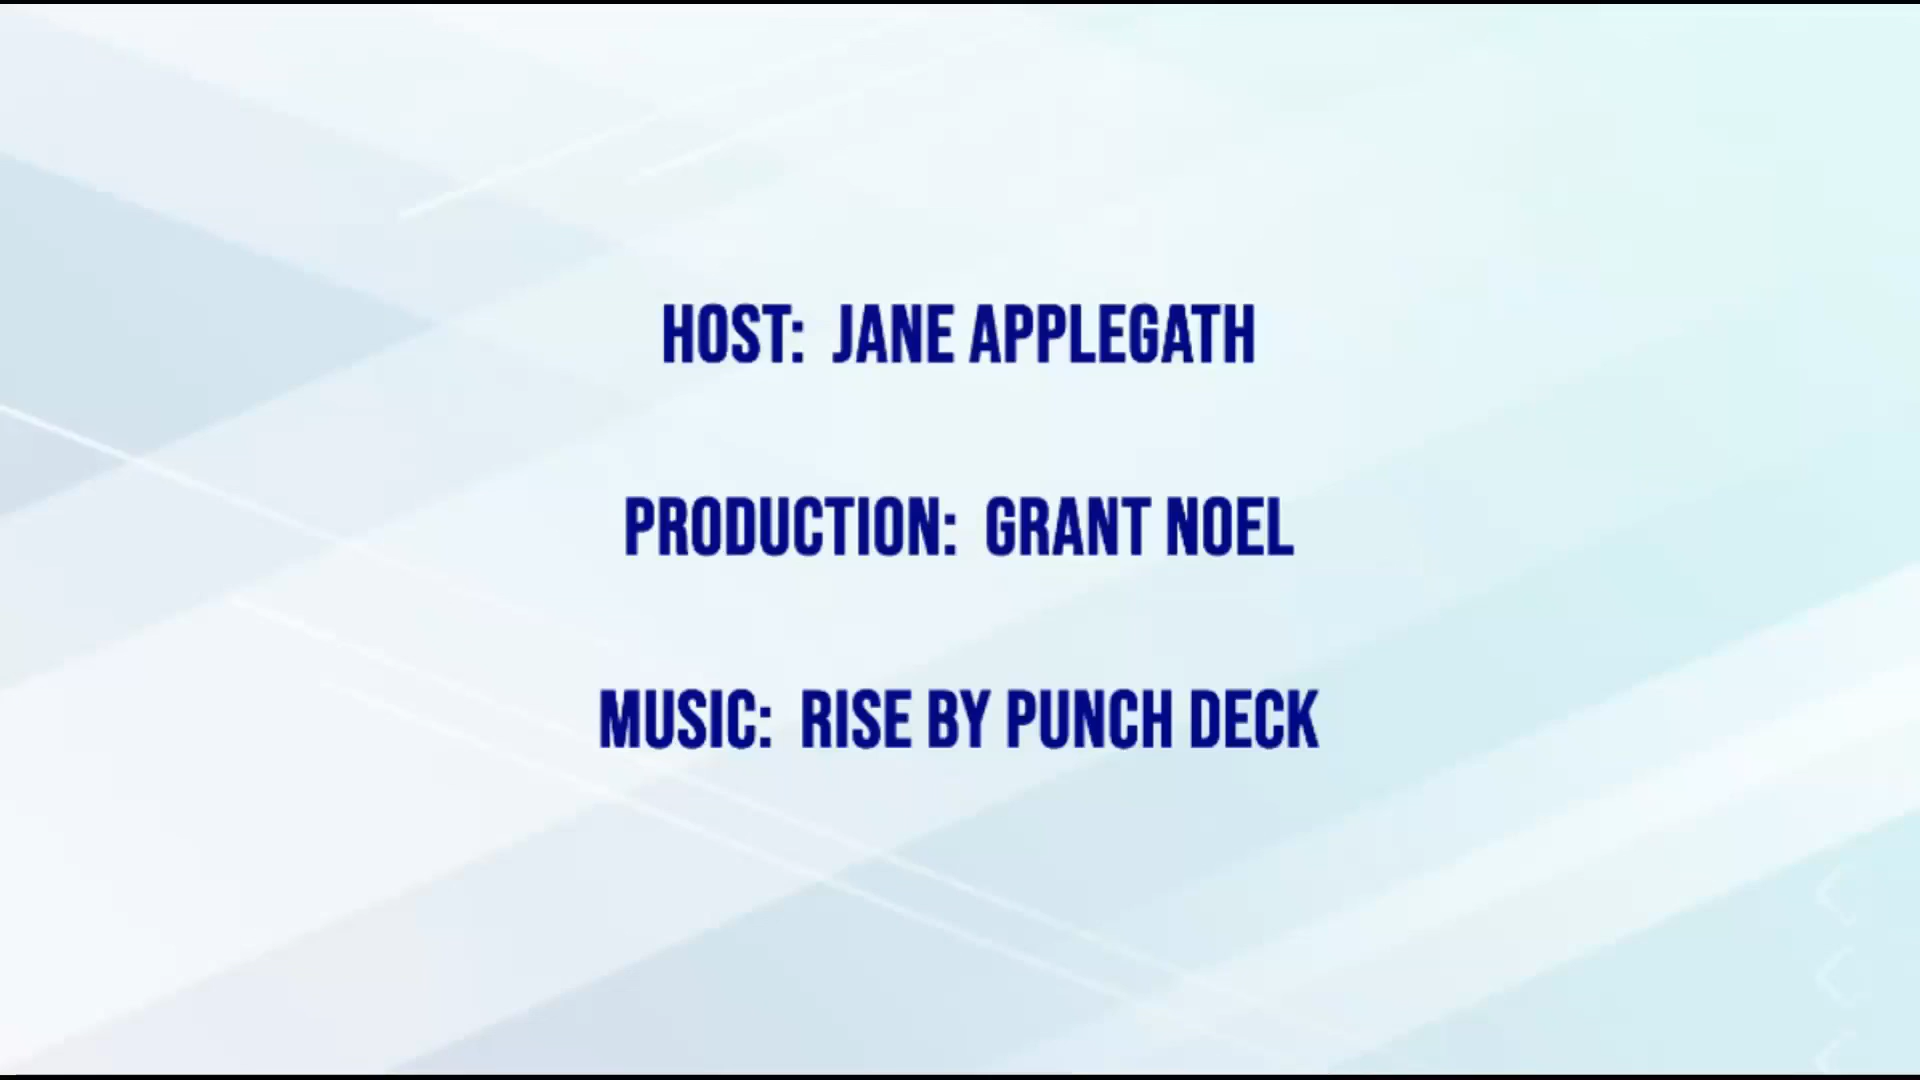 HOST: JANE APPLEGATH
PRODUCTION: GRANT NOEL
MUSIC: RISE BY PUNCH DECK